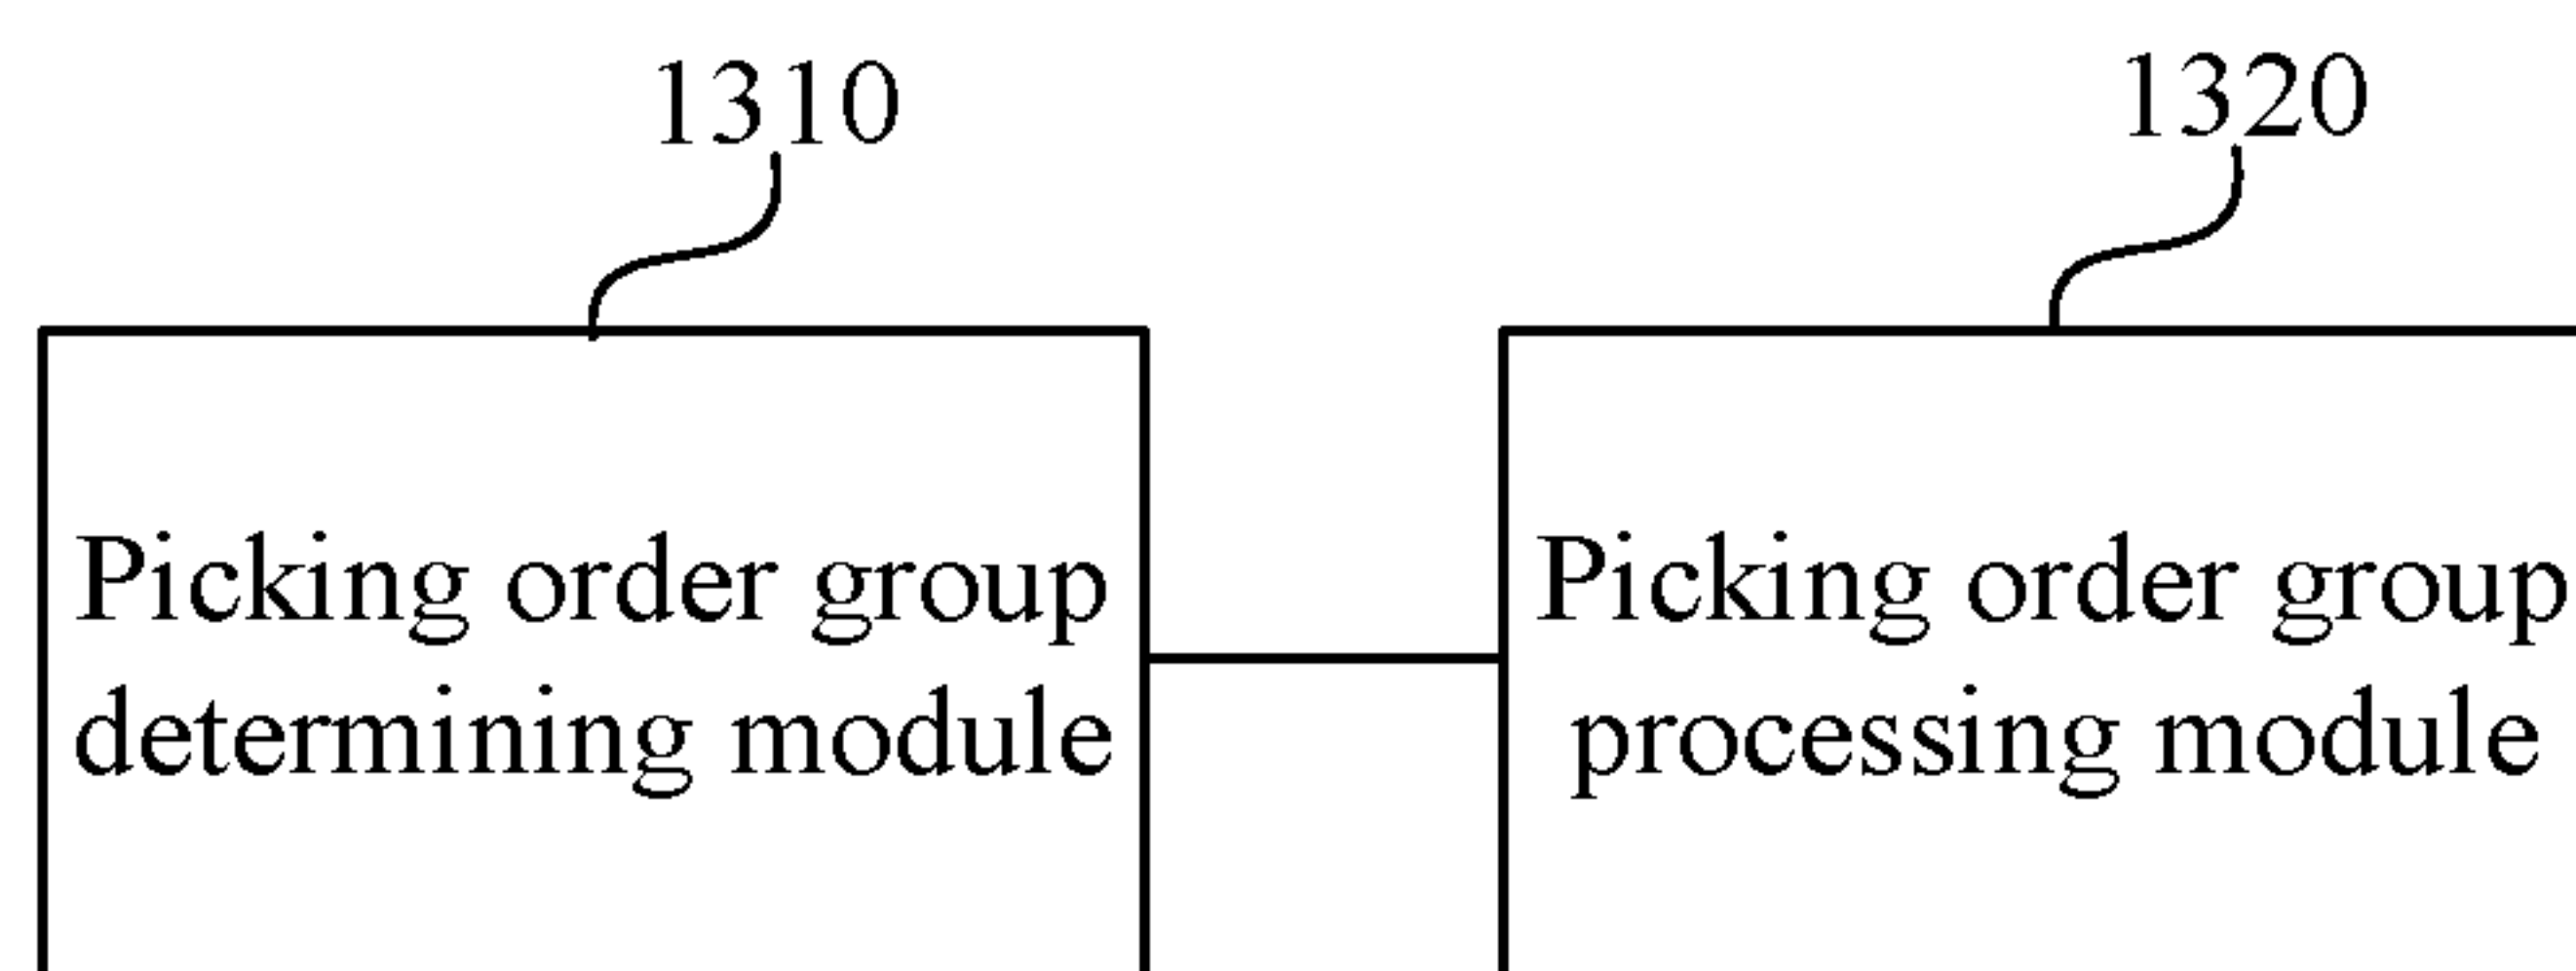 1310
1320
Picking order group
determining module
Picking order group
processing module